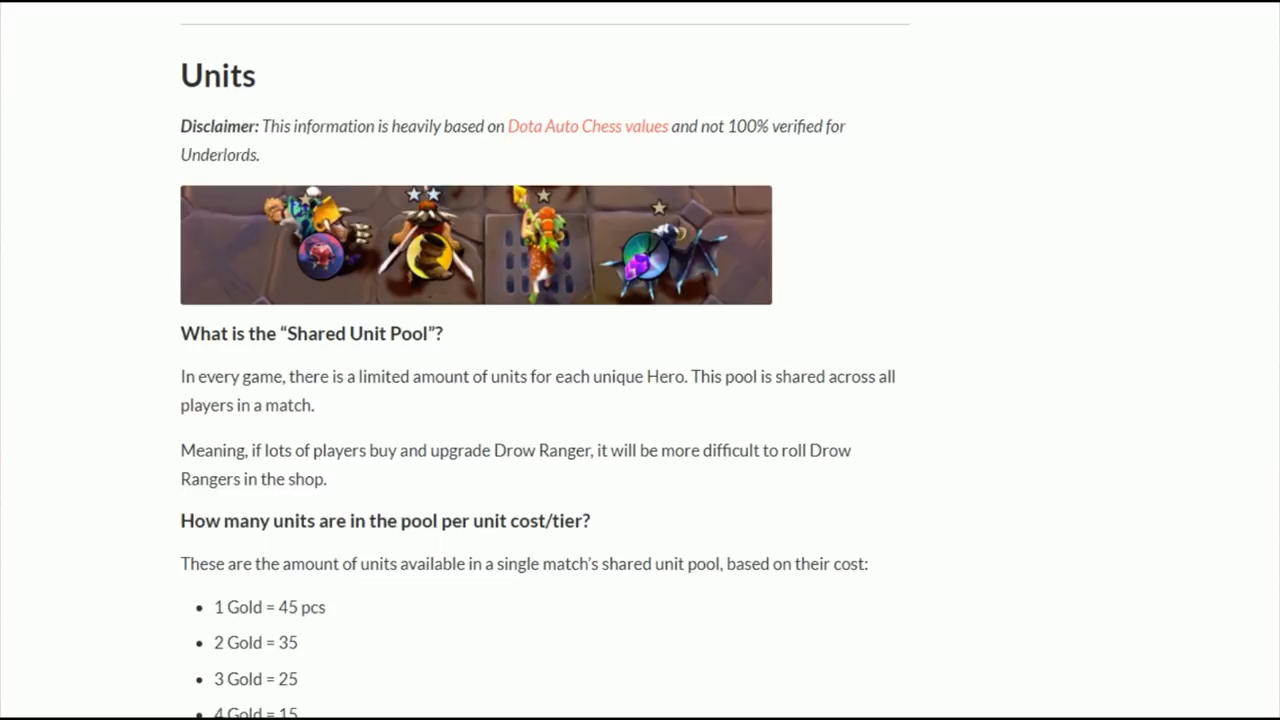 Units
Disclaimer: This information is heavily based on Dota Auto Chess values and not 100% verified for
Underlords.
What is the “Shared Unit Pool”?
In every game, there is a limited amount of units for each unique Hero. This pool is shared across all
players in a match.
Meaning, if lots of players buy and upgrade Drow Ranger, it will be more difficult to roll Drow
Rangers in the shop.
How many units are in the pool per unit cost/tier?
These are the amount of units available in a single match’s shared unit pool, based on their cost:
• 1 Gold = 45 pcs
• 2 Gold = 35
• 3 Gold = 25
• 4 Gold = 15